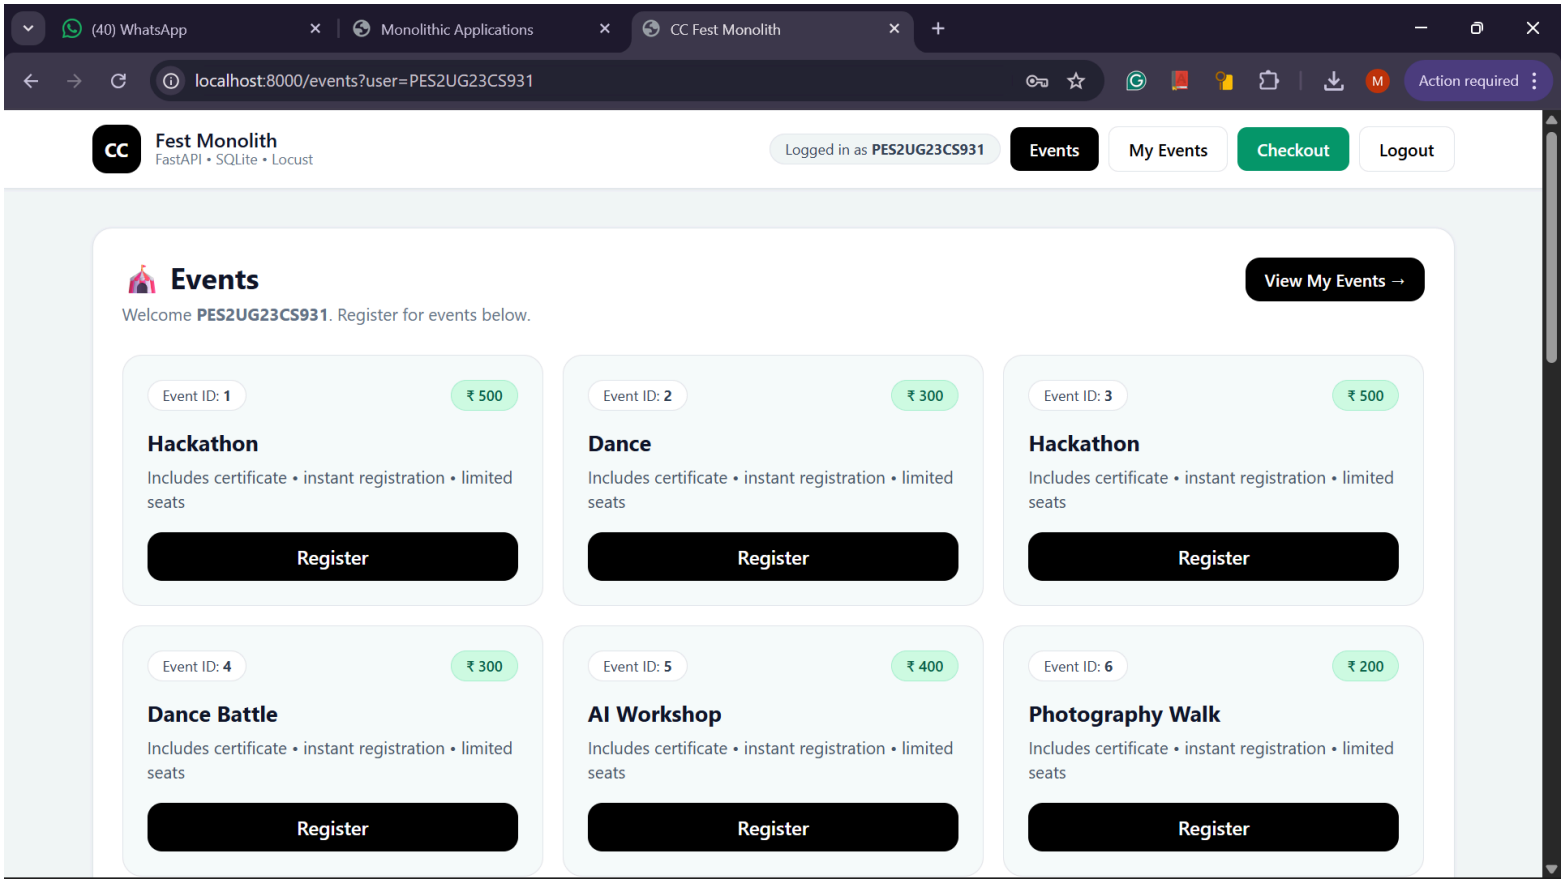 (40) WhatsApp
Monolithic Applications
CC Fest Monolith
localhost:8000/events?user=PES2UG23CS931
M
Action required
CC
Fest Monolith
FastAPI • SQLite • Locust
Logged in as PES2UG23CS931
Events
My Events
Checkout
Logout
Events
View My Events →
Welcome PES2UG23CS931. Register for events below.
Event ID: 1
₹ 500
Hackathon
Includes certificate • instant registration • limited
seats
Register
Event ID: 2
₹ 300
Dance
Includes certificate • instant registration • limited
seats
Register
Event ID: 3
₹ 500
Hackathon
Includes certificate • instant registration • limited
seats
Register
Event ID: 4
₹ 300
Dance Battle
Includes certificate • instant registration • limited
seats
Register
Event ID: 5
₹ 400
AI Workshop
Includes certificate • instant registration • limited
seats
Register
Event ID: 6
₹ 200
Photography Walk
Includes certificate • instant registration • limited
seats
Register